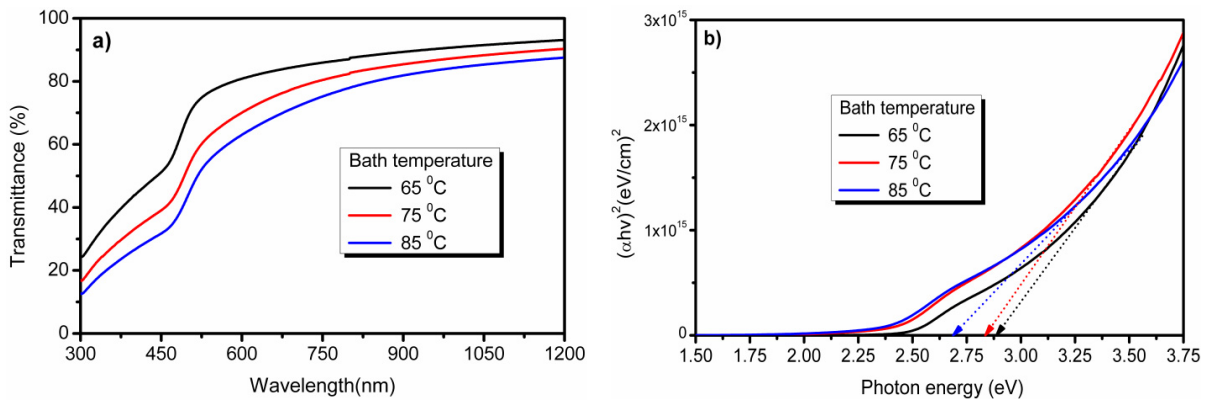 a)
Transmittance (%)
100
80
60
40
20
0
Bath temperature
65 ⁰C
75 ⁰C
85 ⁰C
300 450 600 750 900 1050 1200
Wavelength(nm)
b)
(αhν)²(eV/cm)²
3x10¹⁵
2x10¹⁵
1x10¹⁵
0
Bath temperature
65 ⁰C
75 ⁰C
85 ⁰C
1.50 1.75 2.00 2.25 2.50 2.75 3.00 3.25 3.50 3.75
Photon energy (eV)